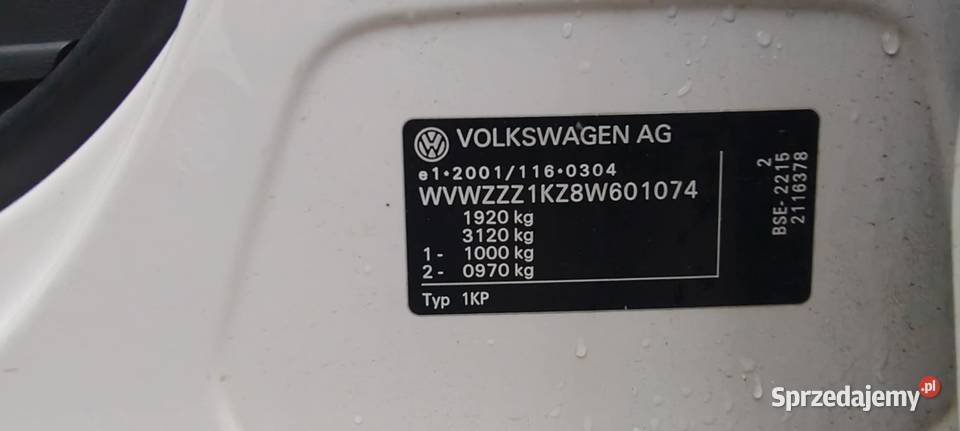 VOLKSWAGEN AG
e1•2001/116•0304
WVWZZZ1KZ8W601074
1920 kg
3120 kg
1 - 1000 kg
2 - 0970 kg
Typ 1KP
2
BSE- 2215
2116378
Sprzedajemy.pl